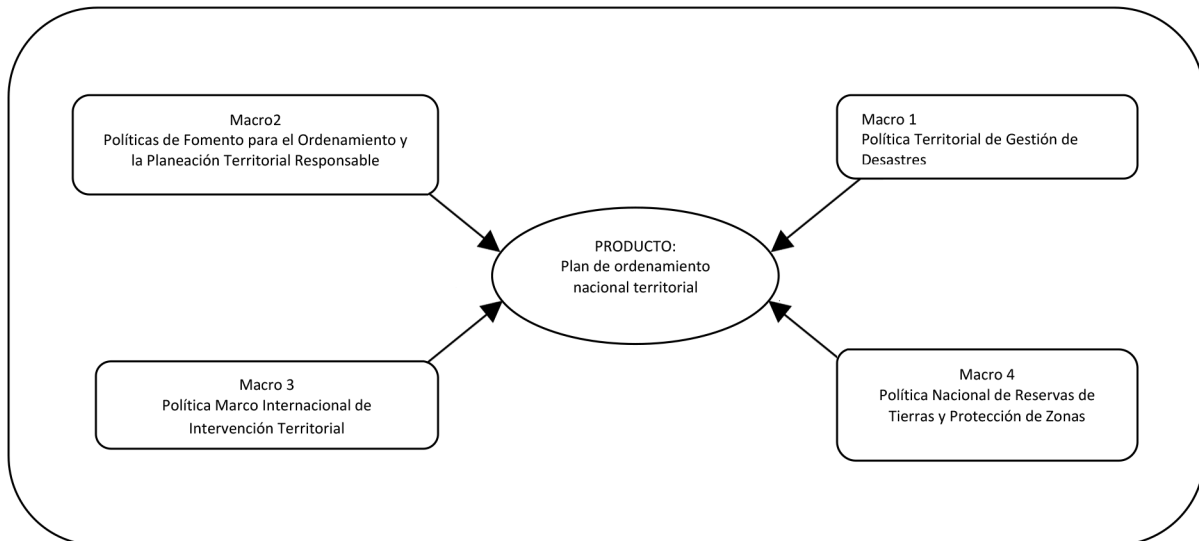 Macro2
Políticas de Fomento para el Ordenamiento y
la Planeación Territorial Responsable
Macro 1
Política Territorial de Gestión de
Desastres
PRODUCTO:
Plan de ordenamiento
nacional territorial
Macro 3
Política Marco Internacional de
Intervención Territorial
Macro 4
Política Nacional de Reservas de
Tierras y Protección de Zonas